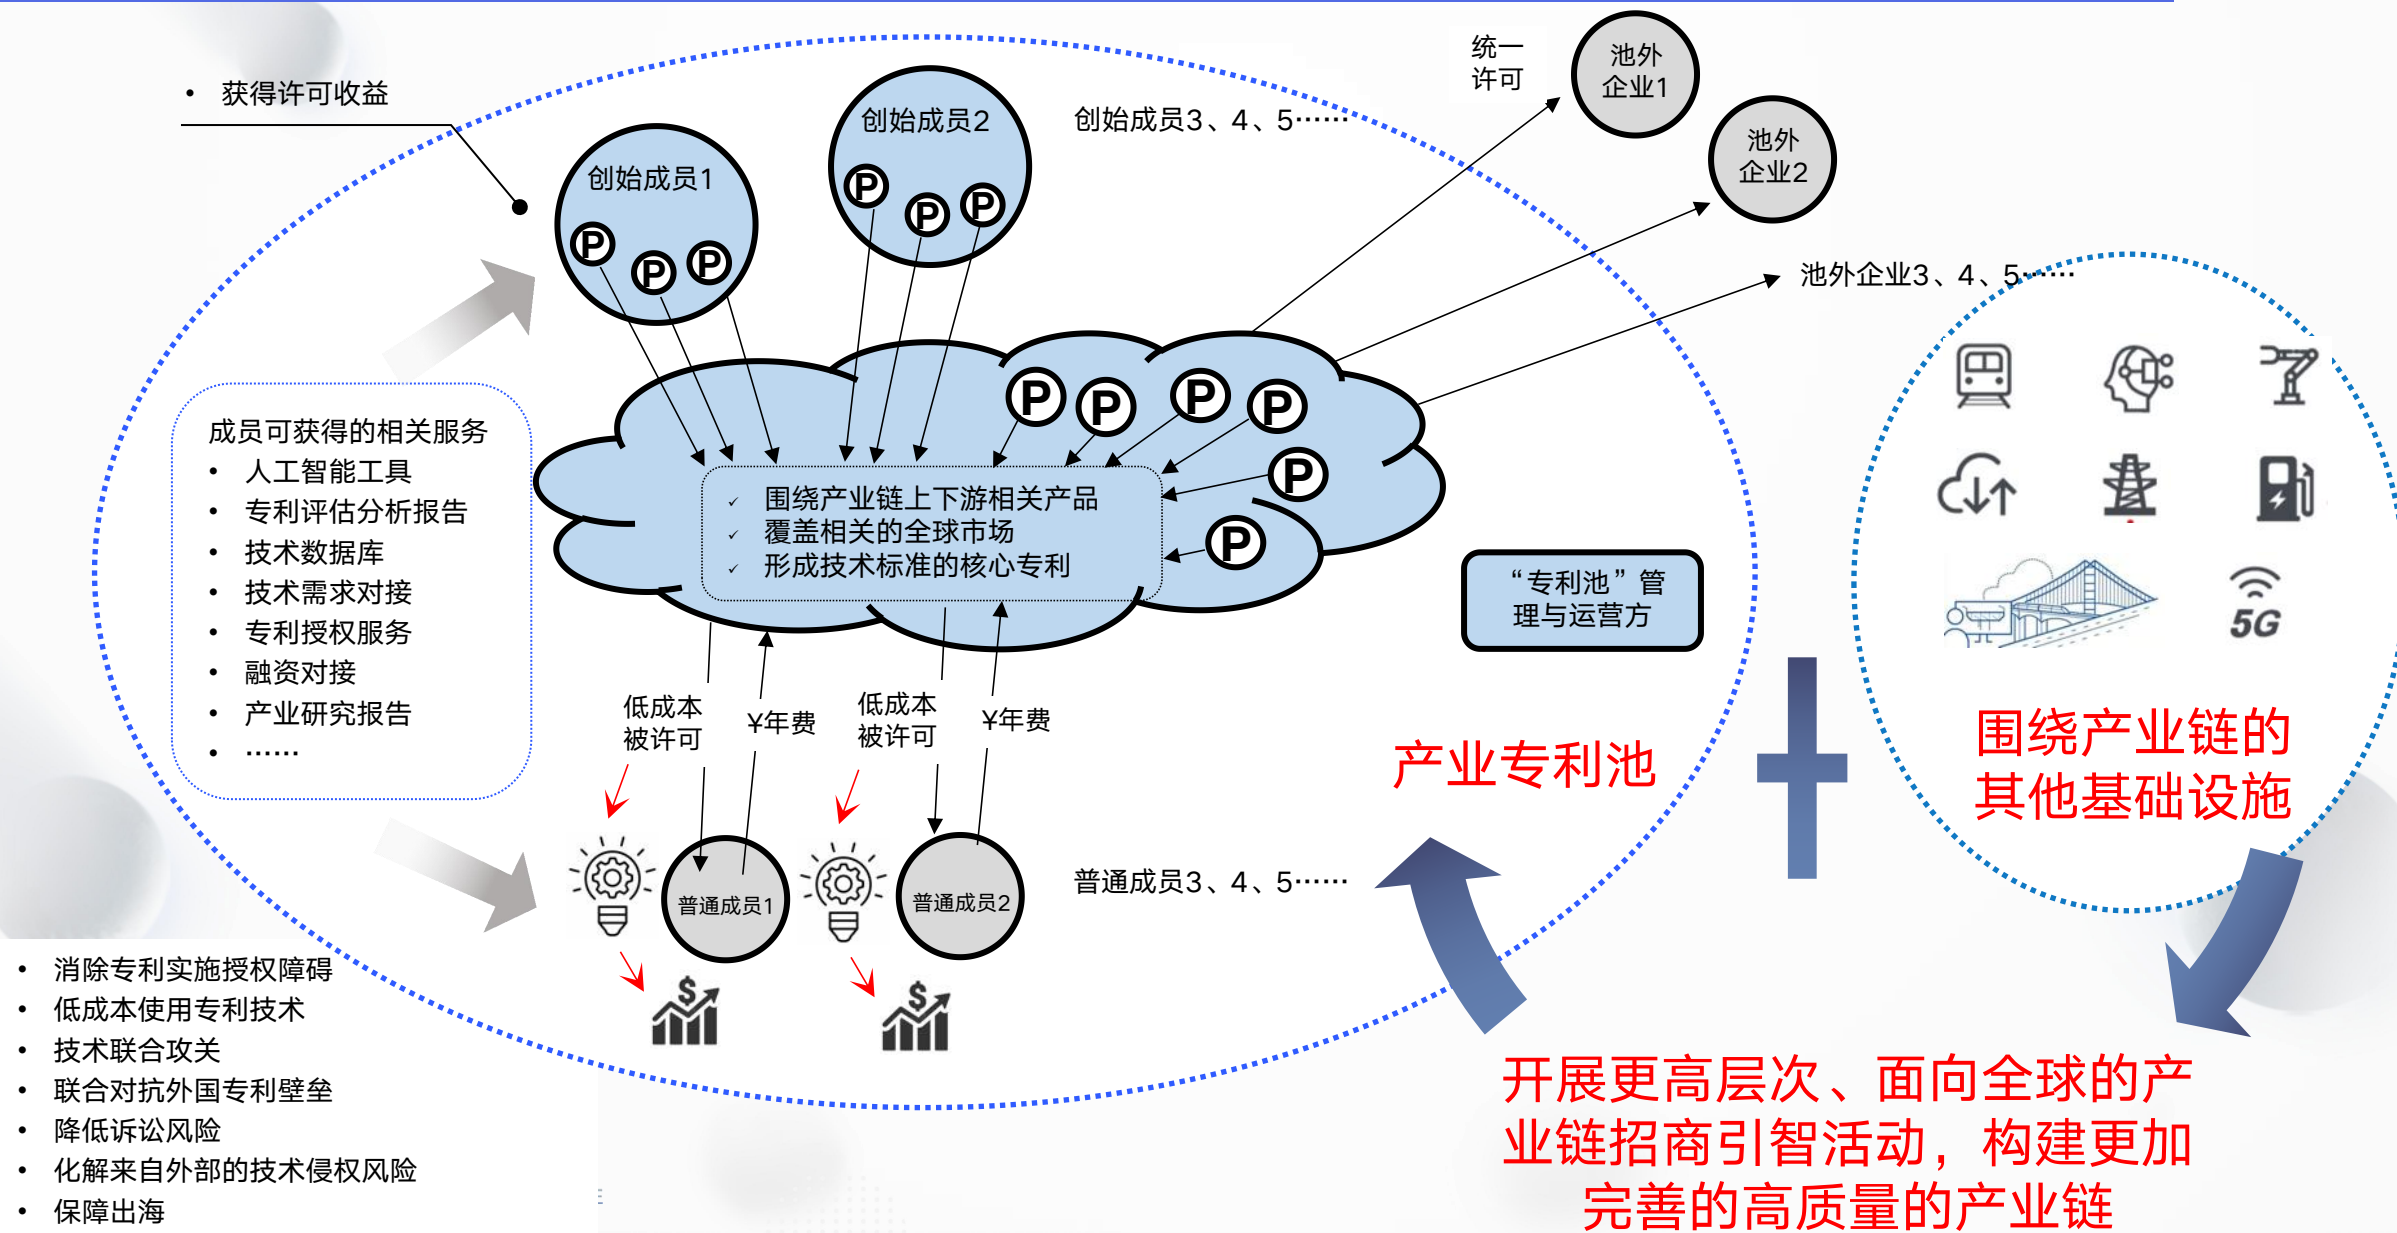 • 获得许可收益
创始成员1
P
P
P
创始成员2
P
P
P
创始成员3、4、5……
统一
许可
池外
企业1
池外
企业2
池外企业3、4、5……
成员可获得的相关服务
• 人工智能工具
• 专利评估分析报告
• 技术数据库
• 技术需求对接
• 专利授权服务
• 融资对接
• 产业研究报告
• ……
P
P
P
P
P
P
✓ 围绕产业链上下游相关产品
✓ 覆盖相关的全球市场
✓ 形成技术标准的核心专利
“专利池”管
理与运营方
低成本
被许可
¥年费
低成本
被许可
¥年费
产业专利池
5G
围绕产业链的
其他基础设施
普通成员1
普通成员2
普通成员3、4、5……
$
$
• 消除专利实施授权障碍
• 低成本使用专利技术
• 技术联合攻关
• 联合对抗外国专利壁垒
• 降低诉讼风险
• 化解来自外部的技术侵权风险
• 保障出海
开展更高层次、面向全球的产
业链招商引智活动，构建更加
完善的高质量的产业链